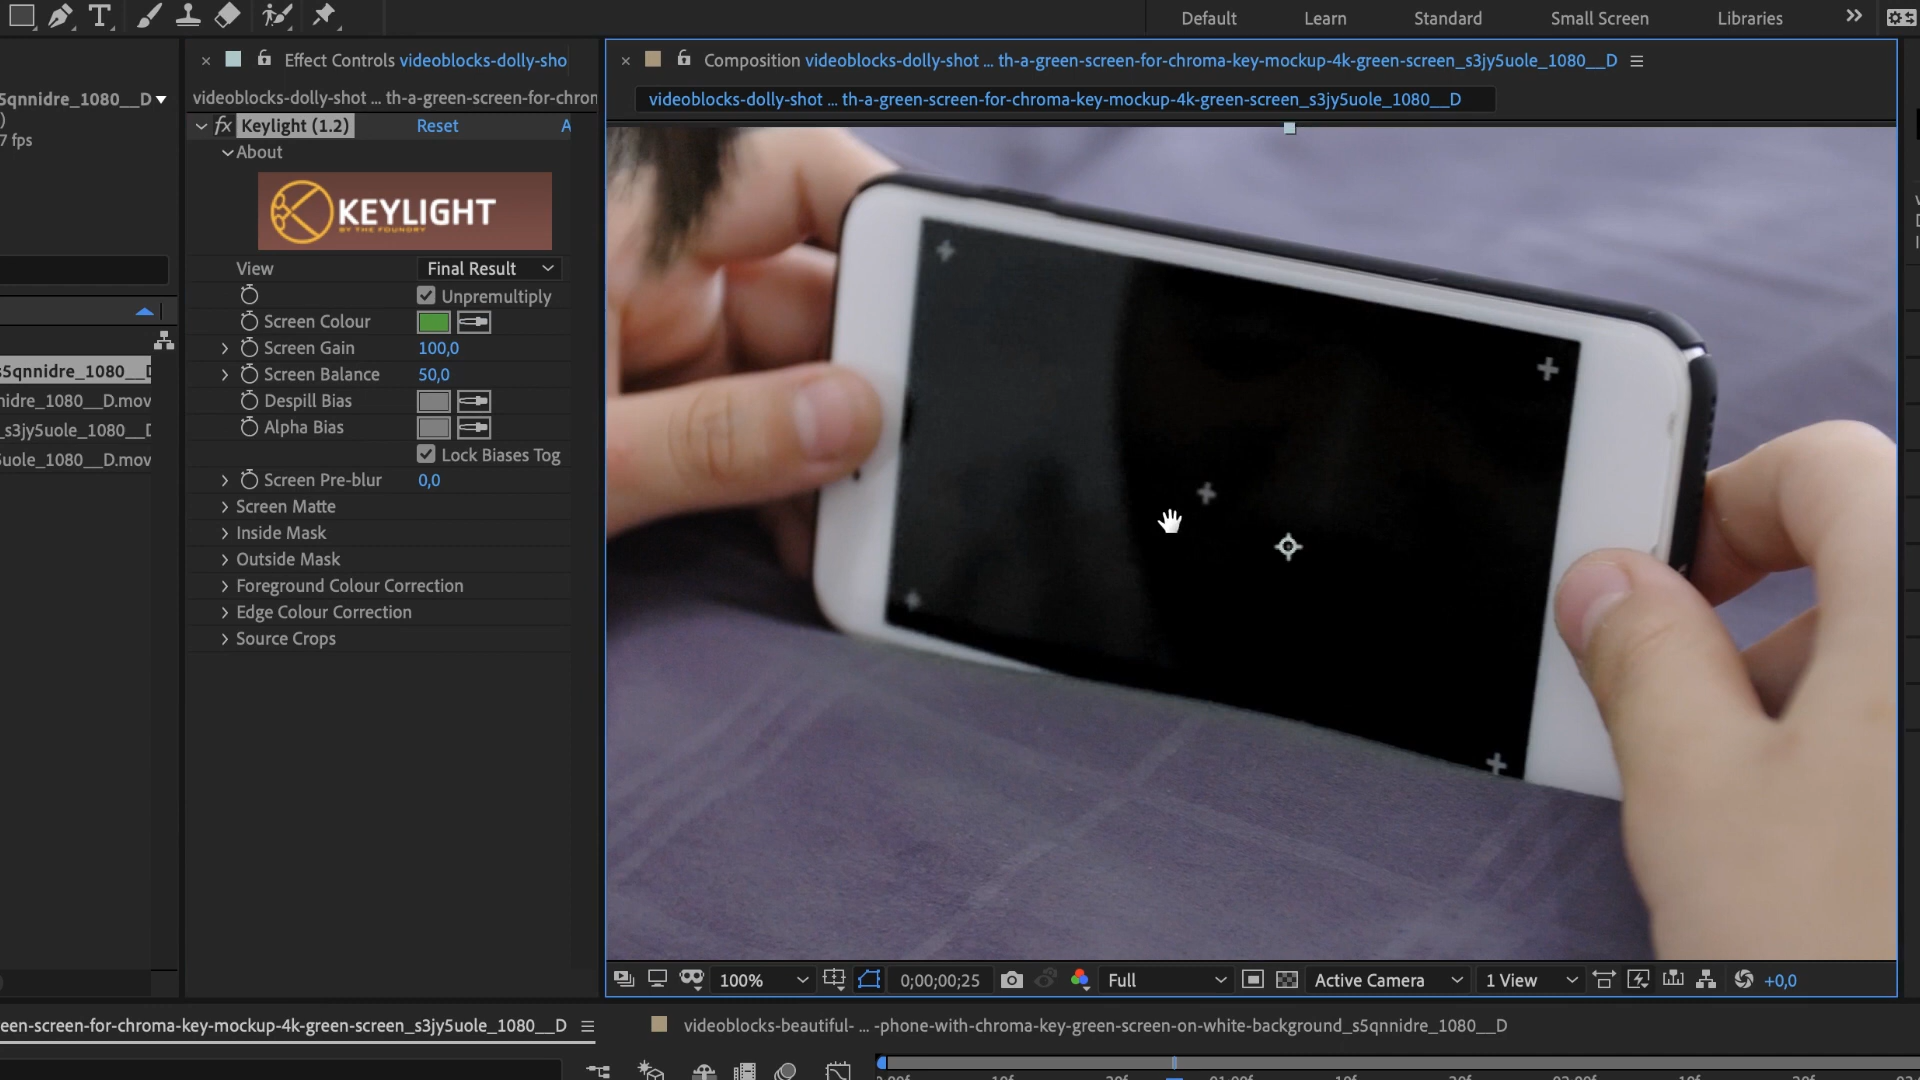 Default Learn Standard Small Screen Libraries
Effect Controls videoblocks-dolly-sho
Composition videoblocks-dolly-shot ... th-a-green-screen-for-chroma-key-mockup-4k-green-screen_s3jy5uole_1080__D
5qnnidre_1080__D
videoblocks-dolly-shot ... th-a-green-screen-for-chron
videoblocks-dolly-shot ... th-a-green-screen-for-chroma-key-mockup-4k-green-screen_s3jy5uole_1080__D
)
7 fps
fx Keylight (1.2) Reset A
About
KEYLIGHT
BY THE FOUNDRY
View Final Result
Unpremultiply
Screen Colour
Screen Gain 100,0
Screen Balance 50,0
s5qnnidre_1080__D
Despill Bias
nidre_1080__D.mov
Alpha Bias
_s3jy5uole_1080__D
Lock Biases Tog
5uole_1080__D.mov
Screen Pre-blur 0,0
Screen Matte
Inside Mask
Outside Mask
Foreground Colour Correction
Edge Colour Correction
Source Crops
100% 0;00;00;25 Full Active Camera 1 View +0,0
een-screen-for-chroma-key-mockup-4k-green-screen_s3jy5uole_1080__D
videoblocks-beautiful- ... -phone-with-chroma-key-green-screen-on-white-background_s5qnnidre_1080__D